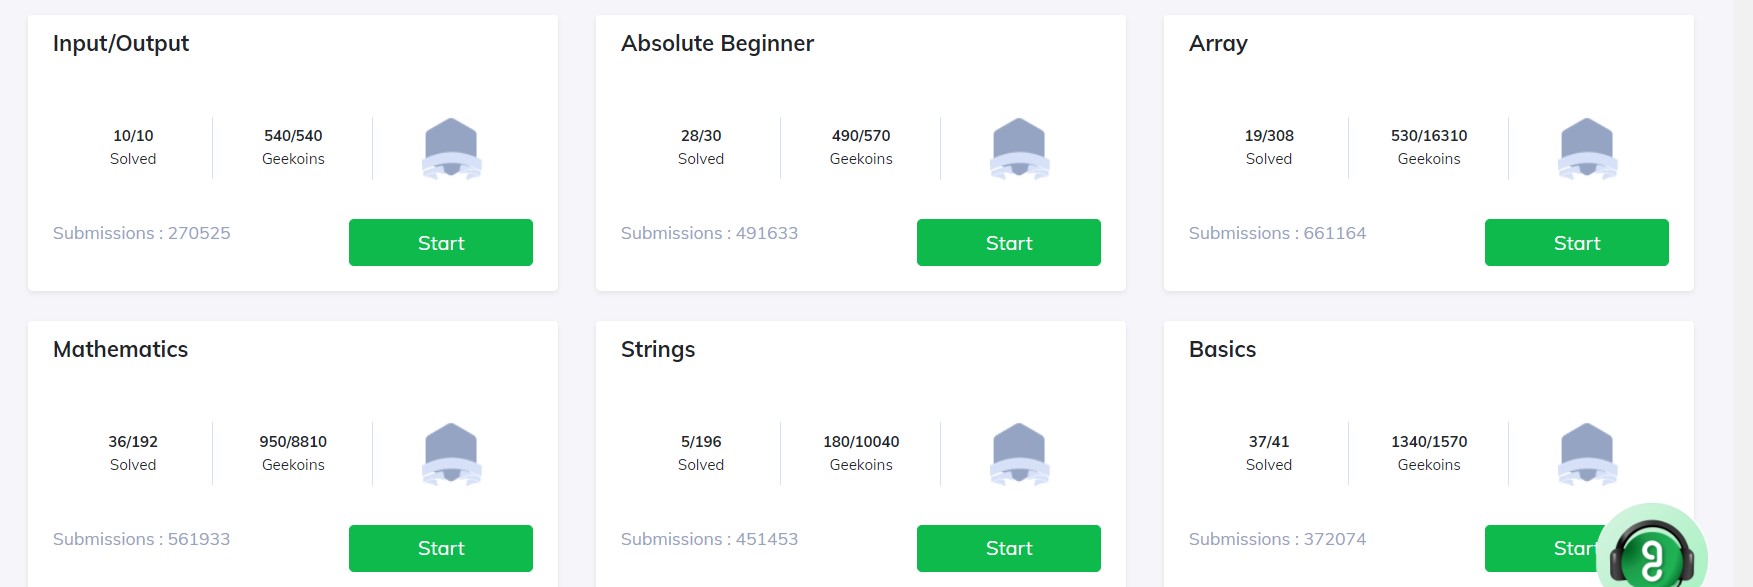 Input/Output
10/10
Solved
540/540
Geekoins
Submissions : 270525
Start
Absolute Beginner
28/30
Solved
490/570
Geekoins
Submissions : 491633
Start
Array
19/308
Solved
530/16310
Geekoins
Submissions : 661164
Start
Mathematics
36/192
Solved
950/8810
Geekoins
Submissions : 561933
Start
Strings
5/196
Solved
180/10040
Geekoins
Submissions : 451453
Start
Basics
37/41
Solved
1340/1570
Geekoins
Submissions : 372074
Start